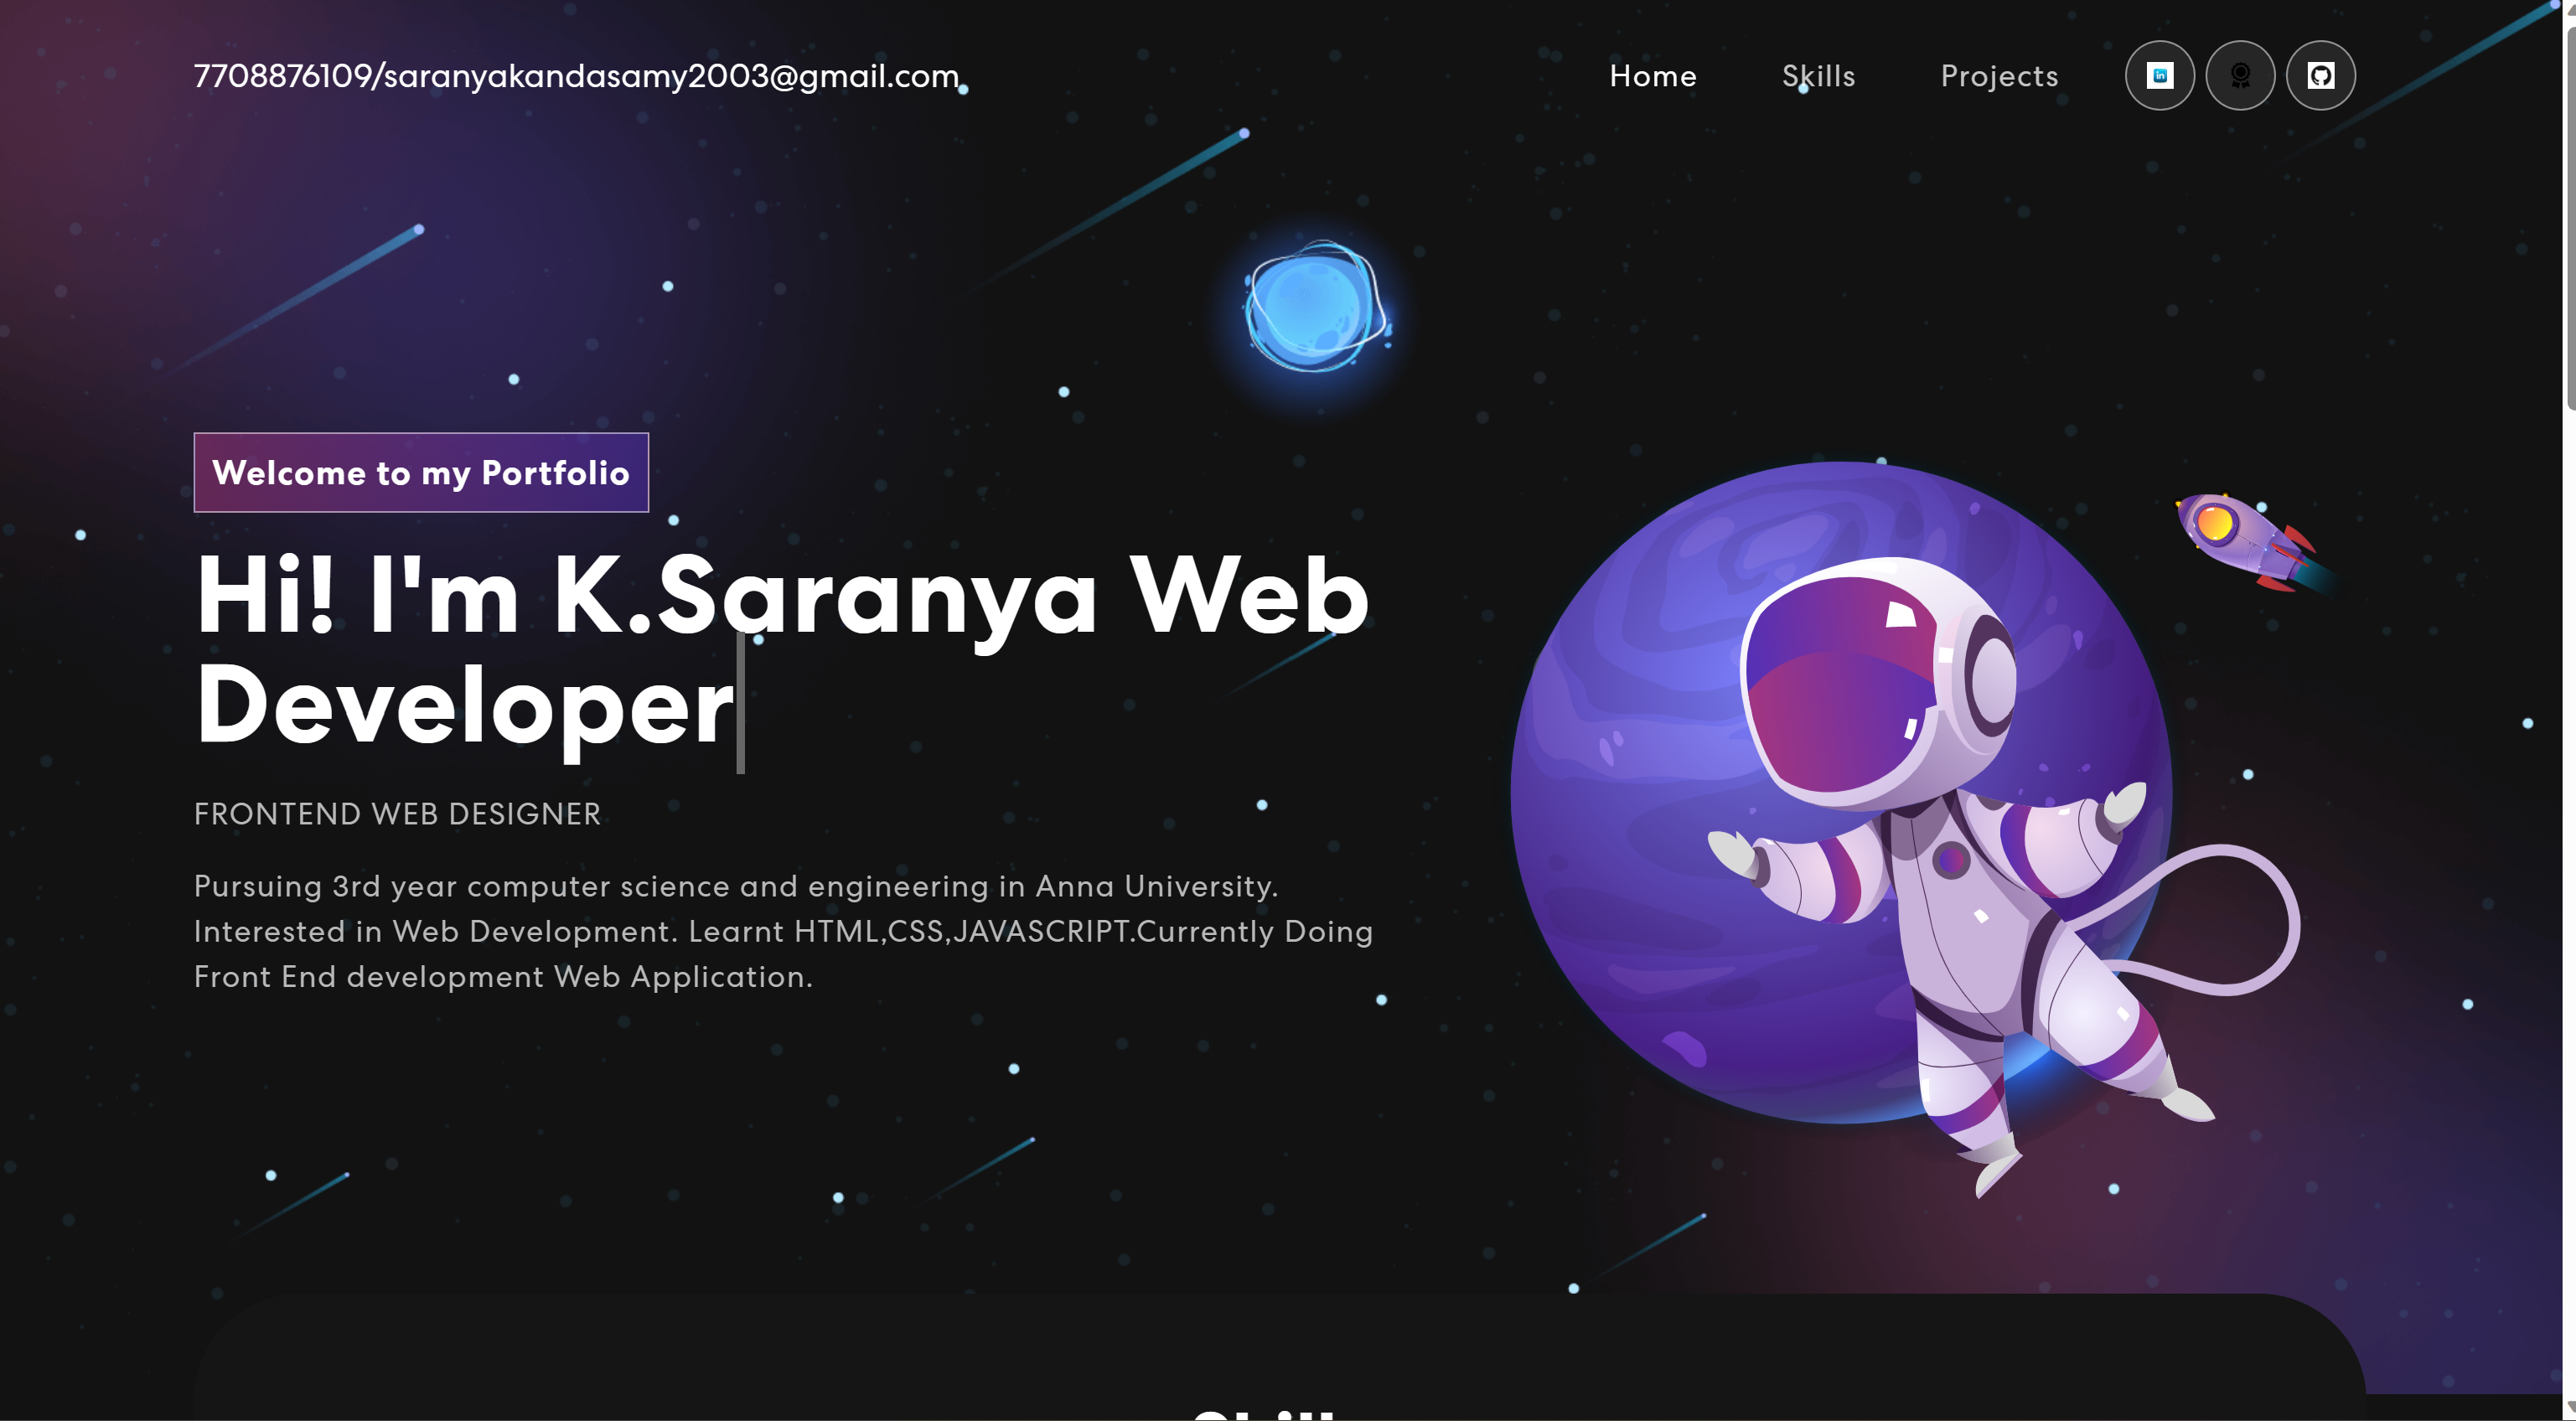 7708876109/saranyakandasamy2003@gmail.com
Home Skills Projects
in
Welcome to my Portfolio
Hi! I'm K.Saranya Web
Developer
FRONTEND WEB DESIGNER
Pursuing 3rd year computer science and engineering in Anna University.
Interested in Web Development. Learnt HTML,CSS,JAVASCRIPT.Currently Doing
Front End development Web Application.